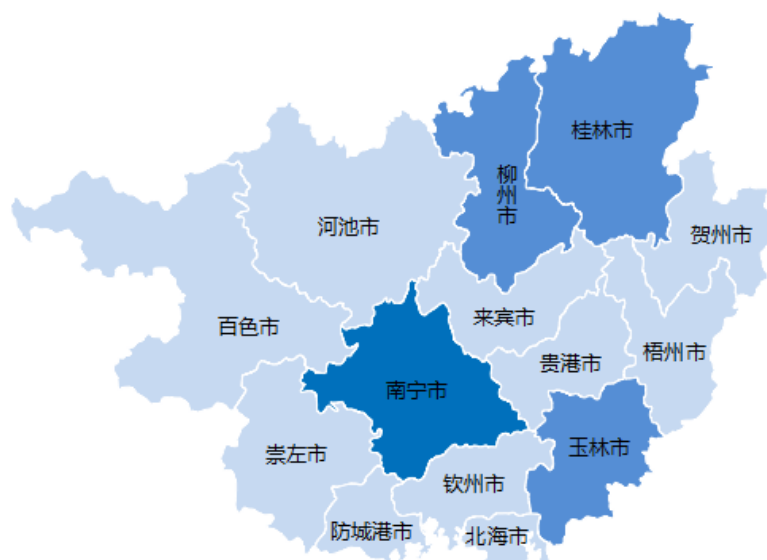 桂林市
柳州市
河池市
贺州市
来宾市
百色市
梧州市
贵港市
南宁市
玉林市
崇左市
钦州市
防城港市
北海市